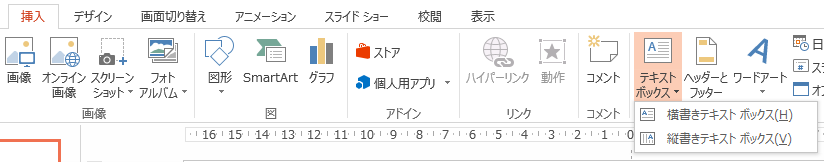 挿入 デザイン 画面切り替え アニメーション スライド ショー 校閲 表示
画像 オンライン画像 スクリーンショット フォトアルバム 図形 SmartArt グラフ ストア 個人用アプリ ハイパーリンク 動作 コメント テキストボックス ヘッダーとフッター ワードアート
画像 図 アドイン リンク コメント
横書きテキスト ボックス(H)
縦書きテキスト ボックス(V)
16 15 14 13 12 11 10 9 8 7 6 5 4 3 2 1 0